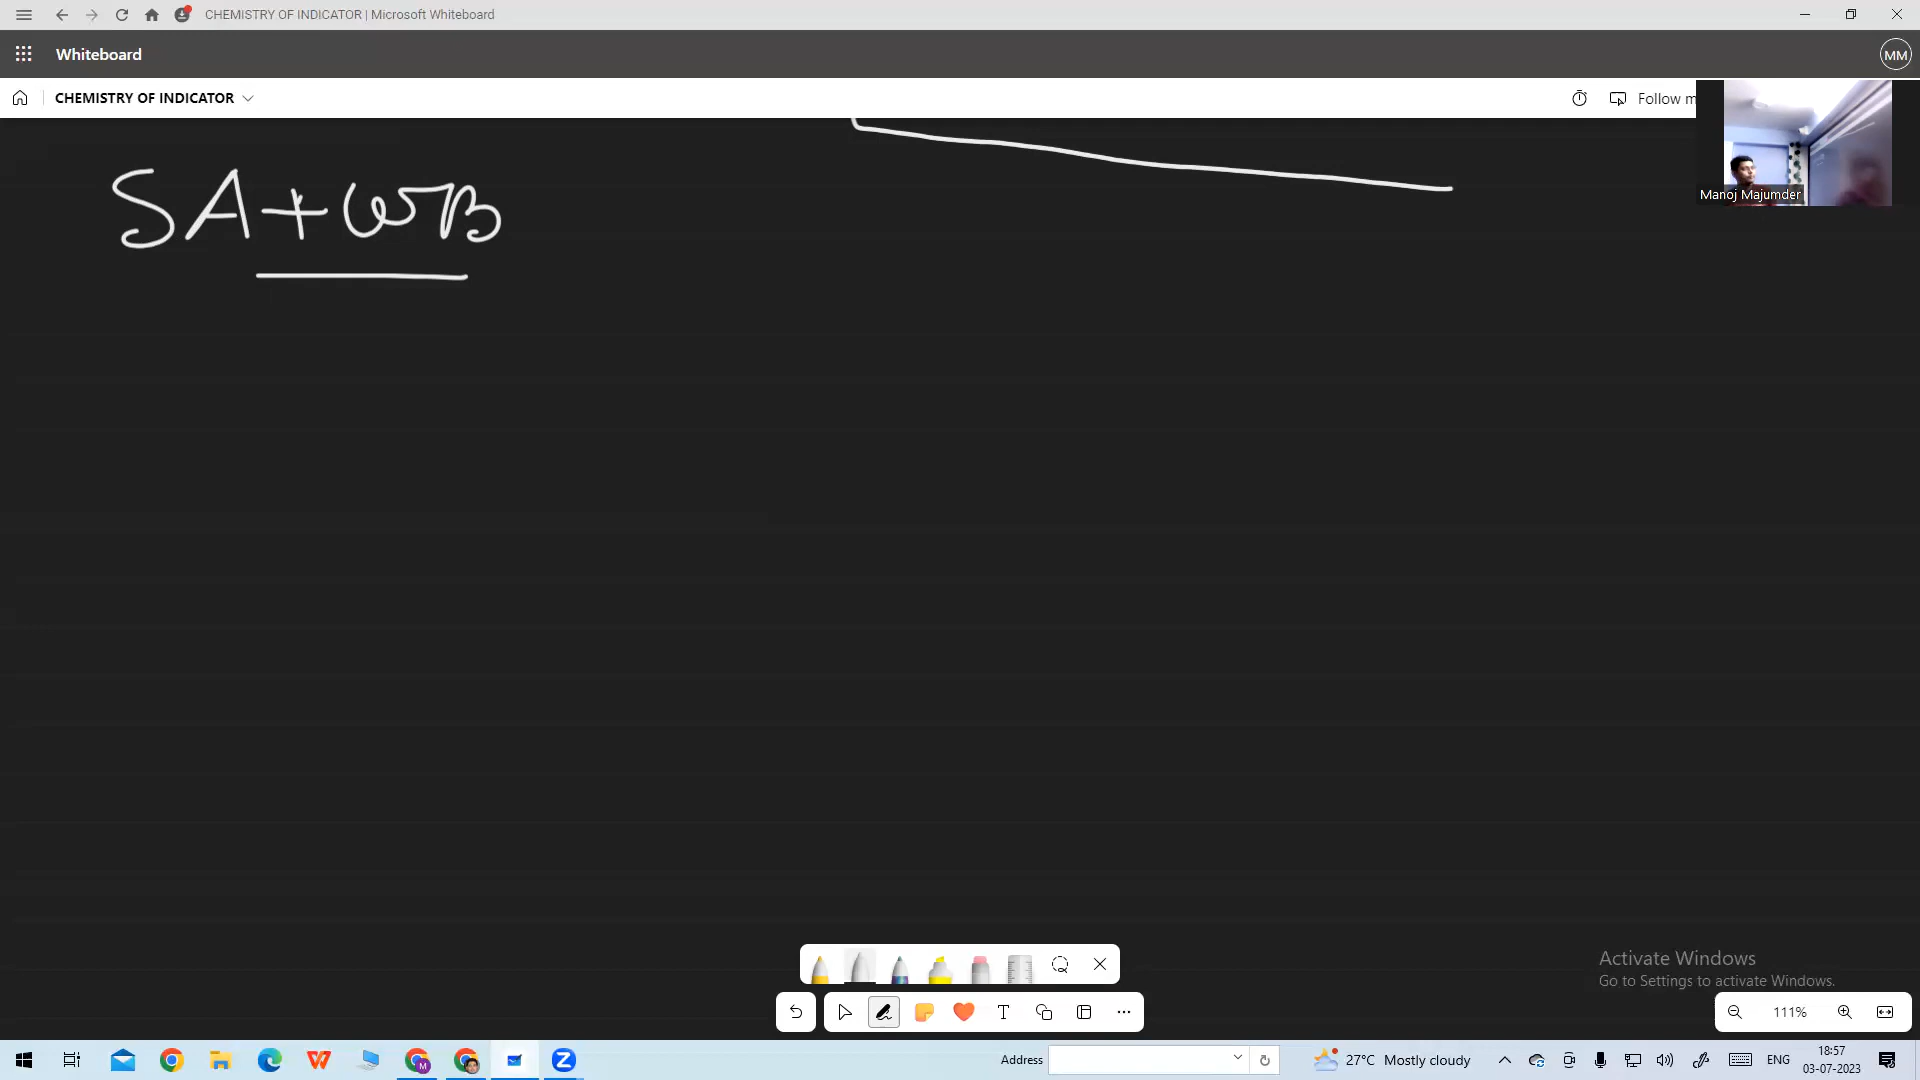 CHEMISTRY OF INDICATOR | Microsoft Whiteboard
Whiteboard
MM
CHEMISTRY OF INDICATOR
Follow m
Manoj Majumder
SA+WB
Activate Windows
Go to Settings to activate Windows.
111%
Address
27°C Mostly cloudy
ENG
18:57
03-07-2023